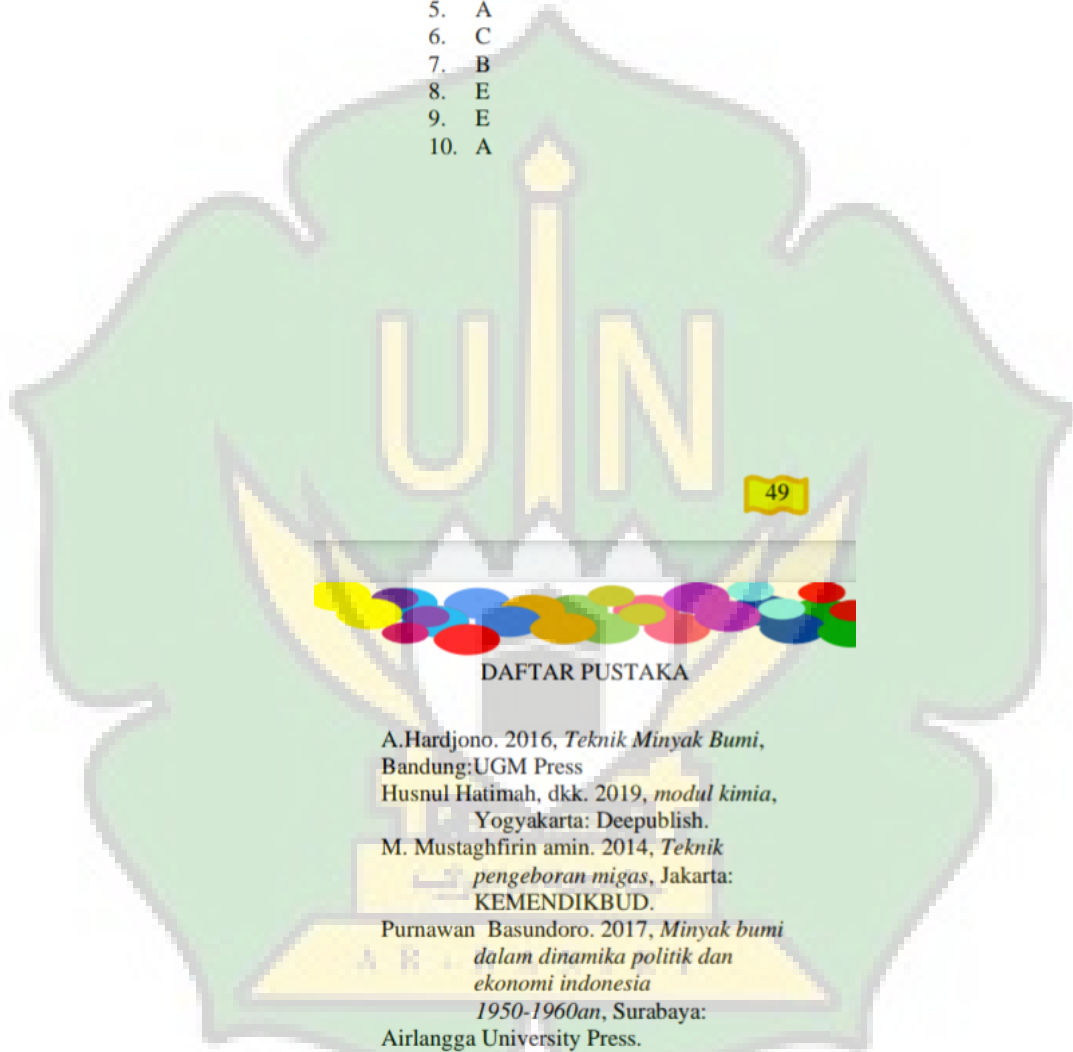 5. A
6. C
7. B
8. E
9. E
10. A
UIN
49
DAFTAR PUSTAKA
A.Hardjono. 2016, Teknik Minyak Bumi,
Bandung:UGM Press
Husnul Hatimah, dkk. 2019, modul kimia,
Yogyakarta: Deepublish.
M. Mustaghfirin amin. 2014, Teknik
pengeboran migas, Jakarta:
KEMENDIKBUD.
Purnawan Basundoro. 2017, Minyak bumi
dalam dinamika politik dan
ekonomi indonesia
1950-1960an, Surabaya:
Airlangga University Press.